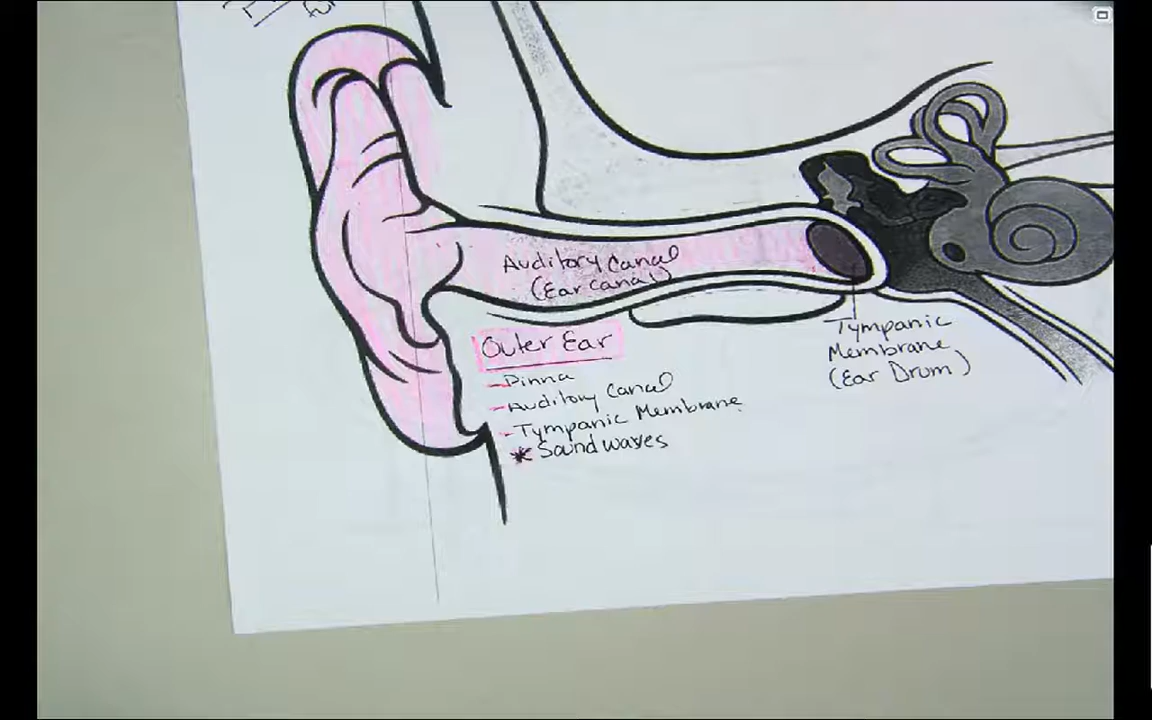 Auditory Canal
(Ear Canal)
Outer Ear
- Pinna
- Auditory Canal
- Tympanic Membrane
* Sound waves
Tympanic
Membrane
(Ear Drum)